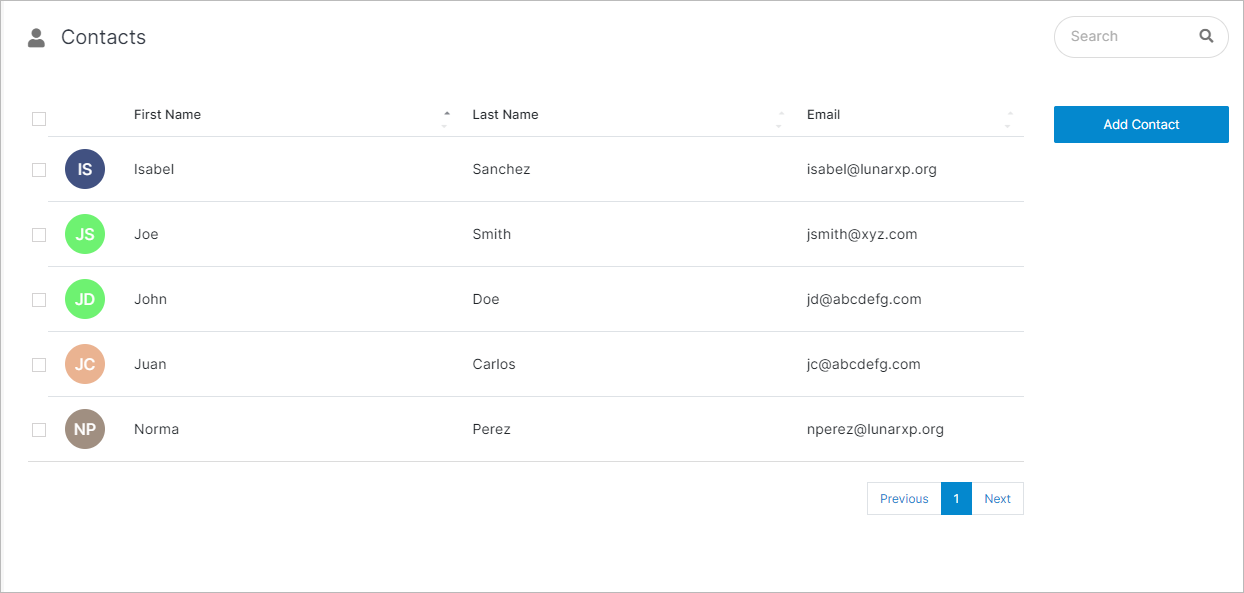 Contacts
Search
First Name Last Name Email
Add Contact
IS Isabel Sanchez isabel@lunarxp.org
JS Joe Smith jsmith@xyz.com
JD John Doe jd@abcdefg.com
JC Juan Carlos jc@abcdefg.com
NP Norma Perez nperez@lunarxp.org
Previous 1 Next